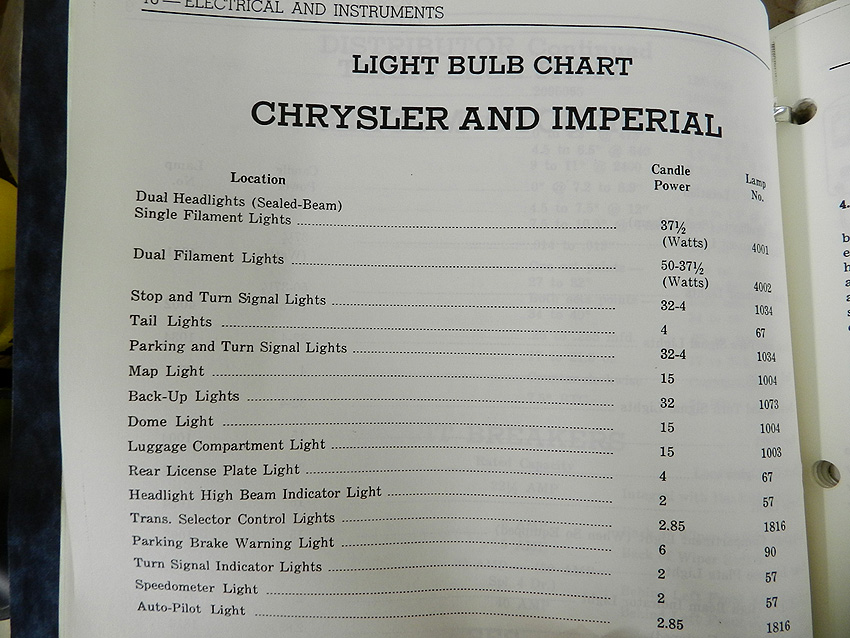 — ELECTRICAL AND INSTRUMENTS
LIGHT BULB CHART
CHRYSLER AND IMPERIAL
Location Candle Power Lamp No.
Dual Headlights (Sealed-Beam)
Single Filament Lights 37½ (Watts) 4001
Dual Filament Lights 50-37½ (Watts) 4002
Stop and Turn Signal Lights 32-4 1034
Tail Lights 4 67
Parking and Turn Signal Lights 32-4 1034
Map Light 15 1004
Back-Up Lights 32 1073
Dome Light 15 1004
Luggage Compartment Light 15 1003
Rear License Plate Light 4 67
Headlight High Beam Indicator Light 2 57
Trans. Selector Control Lights 2.85 1816
Parking Brake Warning Light 6 90
Turn Signal Indicator Lights 2 57
Speedometer Light 2 57
Auto-Pilot Light 2.85 1816
4.